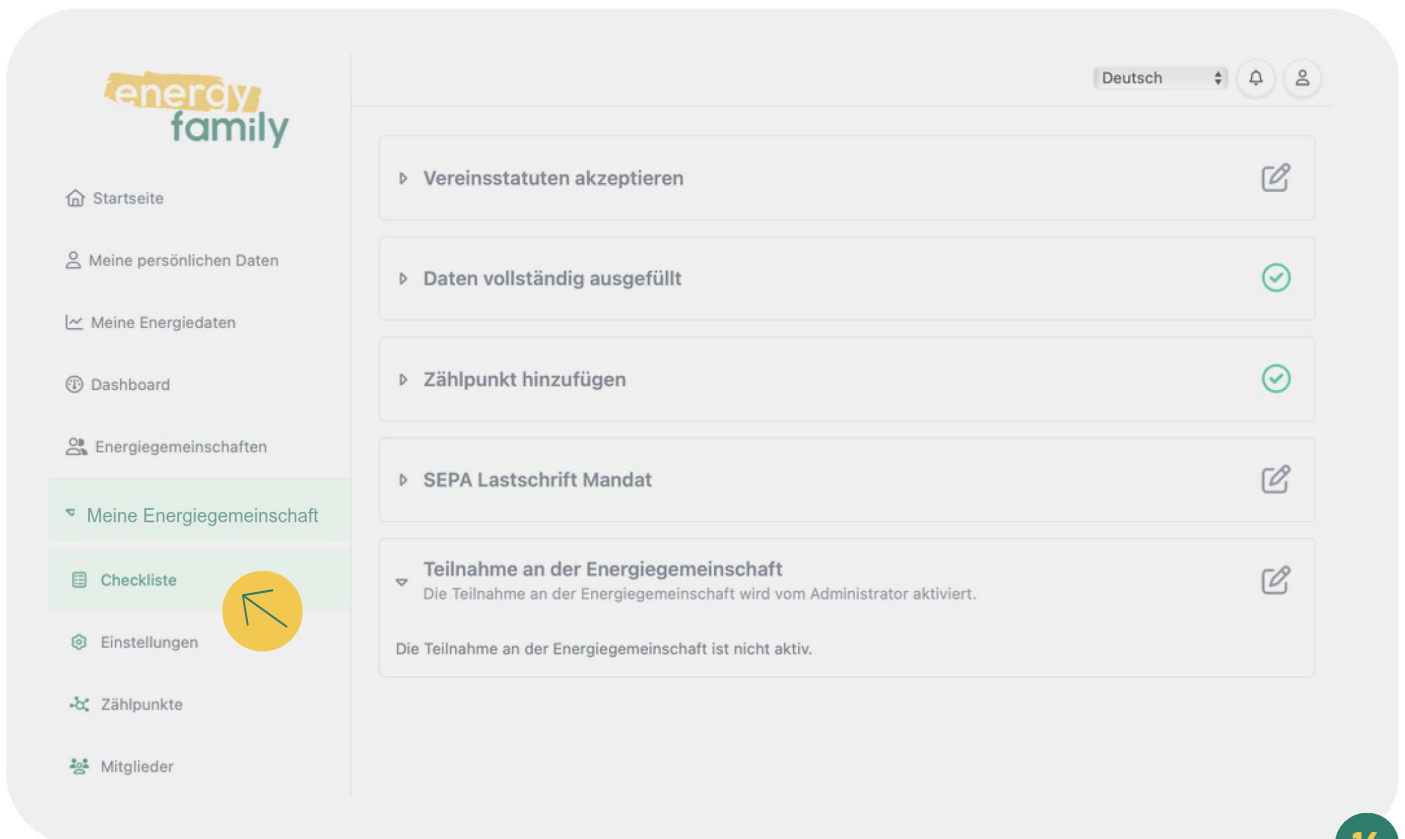 energy
family
Deutsch
Startseite
Meine persönlichen Daten
Meine Energiedaten
Dashboard
Energiegemeinschaften
Meine Energiegemeinschaft
Checkliste
Einstellungen
Zählpunkte
Mitglieder
Vereinsstatuten akzeptieren
Daten vollständig ausgefüllt
Zählpunkt hinzufügen
SEPA Lastschrift Mandat
Teilnahme an der Energiegemeinschaft
Die Teilnahme an der Energiegemeinschaft wird vom Administrator aktiviert.
Die Teilnahme an der Energiegemeinschaft ist nicht aktiv.